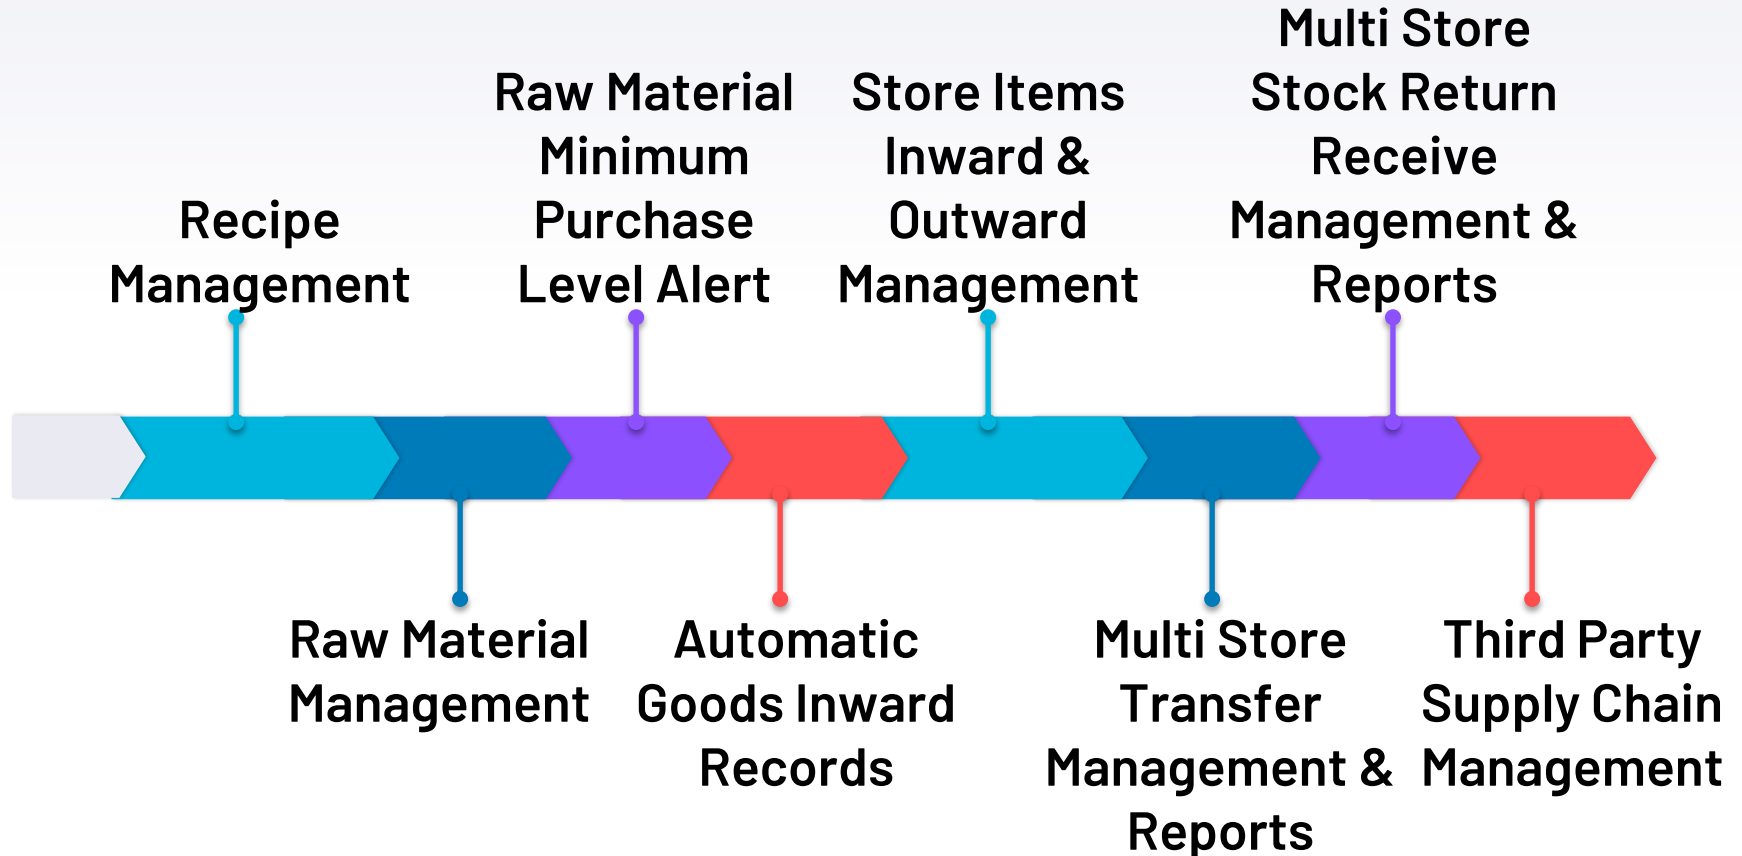 Recipe
Management
Raw Material
Minimum
Purchase
Level Alert
Store Items
Inward &
Outward
Management
Multi Store
Stock Return
Receive
Management &
Reports
Raw Material
Management
Automatic
Goods Inward
Records
Multi Store
Transfer
Management &
Reports
Third Party
Supply Chain
Management